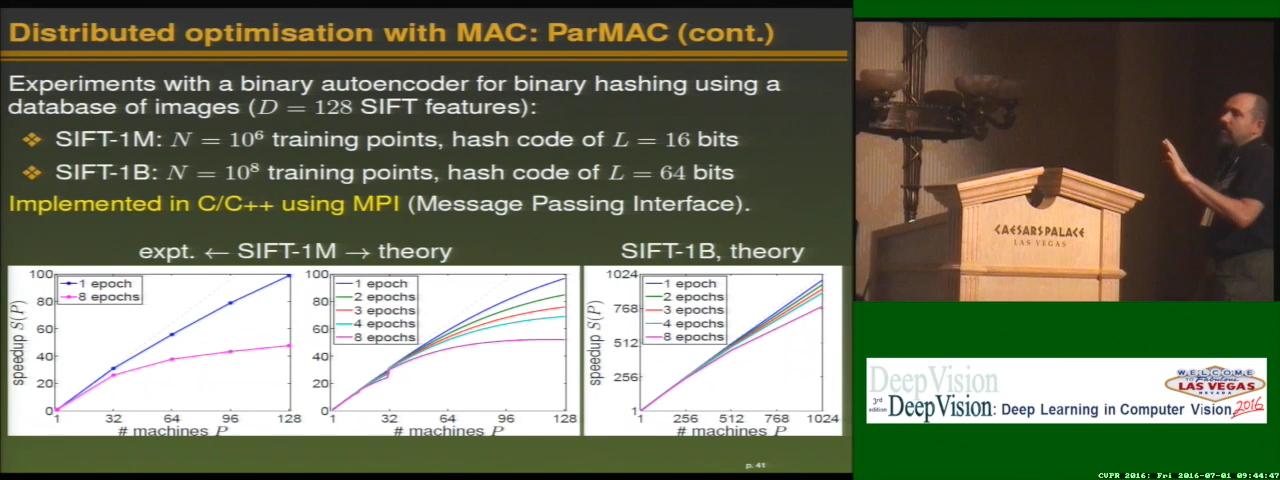 Distributed optimisation with MAC: ParMAC (cont.)
Experiments with a binary autoencoder for binary hashing using a
database of images (D = 128 SIFT features):
❖ SIFT-1M: N = 10⁶ training points, hash code of L = 16 bits
❖ SIFT-1B: N = 10⁸ training points, hash code of L = 64 bits
Implemented in C/C++ using MPI (Message Passing Interface).
expt. ← SIFT-1M → theory
SIFT-1B, theory
speedup S(P)
100
80
60
40
20
0
1 epoch
8 epochs
1 32 64 96 128
# machines P
100
80
60
40
20
0
1 epoch
2 epochs
3 epochs
4 epochs
8 epochs
1 32 64 96 128
# machines P
speedup S(P)
1024
768
512
256
1
1 epoch
2 epochs
3 epochs
4 epochs
8 epochs
1 256 512 768 1024
# machines P
p. 41
CAESARS PALACE
LAS VEGAS
DeepVision
3rd
edition
DeepVision: Deep Learning in Computer Vision 2016
WELCOME
TO Fabulous
LAS VEGAS
NEVADA
CVPR 2016: Fri 2016-07-01 09:44:47